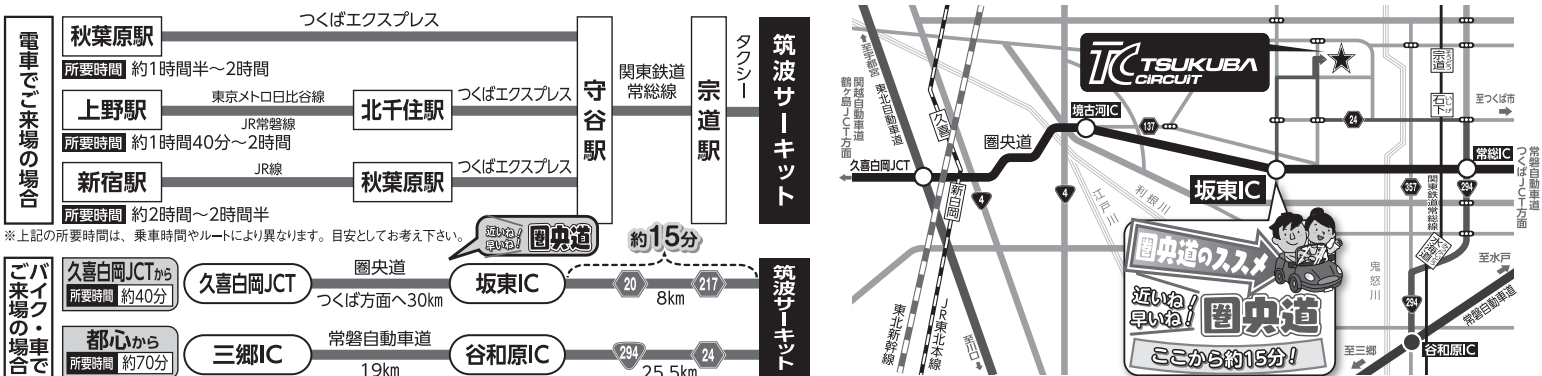 電車でご来場の場合
秋葉原駅
つくばエクスプレス
所要時間 約1時間半～2時間
上野駅
東京メトロ日比谷線
JR常磐線
北千住駅
つくばエクスプレス
所要時間 約1時間40分～2時間
新宿駅
JR線
秋葉原駅
つくばエクスプレス
所要時間 約2時間～2時間半
守谷駅
関東鉄道
常総線
宗道駅
タクシー
筑波サーキット
※上記の所要時間は、乗車時間やルートにより異なります。目安としてお考え下さい。
バイク・車で
ご来場の場合
久喜白岡JCTから
所要時間 約40分
久喜白岡JCT
圏央道
つくば方面へ30km
近いね!
早いね!
圏央道
坂東IC
約15分
20
217
8km
都心から
所要時間 約70分
三郷IC
常磐自動車道
19km
谷和原IC
294
24
25.5km
筑波サーキット
TC TSUKUBA
CIRCUIT
至宇都宮
東北自動車道
関越自動車道
鶴ヶ島JCT方面
久喜白岡JCT
久喜
新白岡
圏央道
境古河IC
137
4
4
江戸川
利根川
坂東IC
24
宗道
石下
至つくば市
常総IC
常磐自動車道
つくばJCT方面
357
関東鉄道常総線
294
水海道
鬼怒川
至水戸
常磐自動車道
294
至三郷
谷和原IC
東北新幹線
JR東北本線
至川口
圏央道のススメ
近いね!
早いね!
圏央道
ここから約15分!